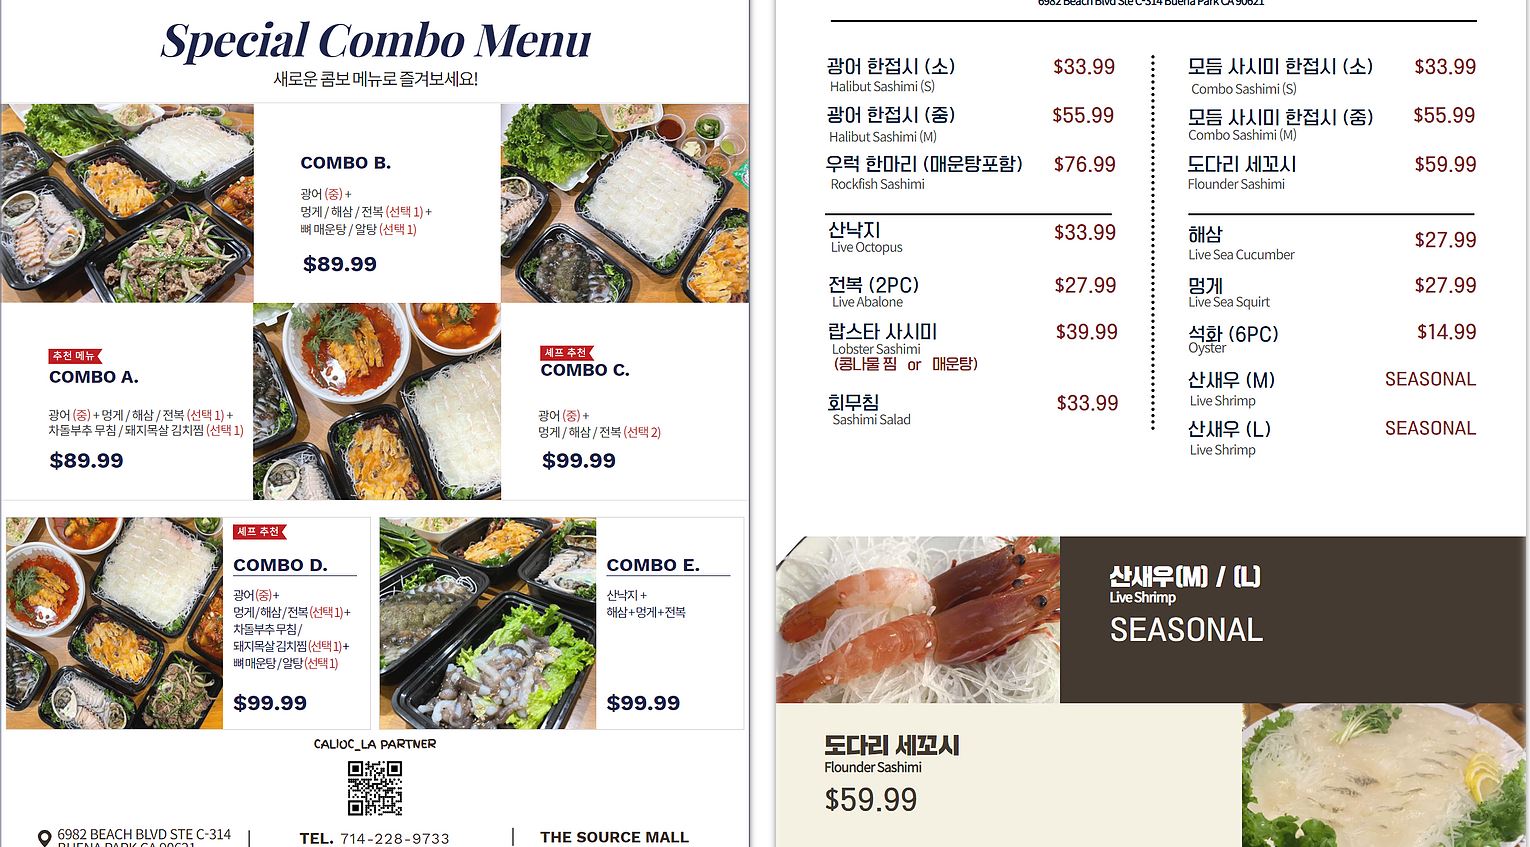 Special Combo Menu
새로운 콤보 메뉴로 즐겨보세요!
COMBO B.
광어 (중) +
멍게 / 해삼 / 전복 (선택 1) +
뼈 매운탕 / 알탕 (선택 1)
$89.99
추천 메뉴
COMBO A.
광어 (중) + 멍게 / 해삼 / 전복 (선택 1) +
차돌부추 무침 / 돼지목살 김치찜 (선택 1)
$89.99
셰프 추천
COMBO C.
광어 (중) +
멍게 / 해삼 / 전복 (선택 2)
$99.99
셰프 추천
COMBO D.
광어(중)+
멍게/해삼/전복(선택1)+
차돌부추무침/
돼지목살김치찜(선택1)+
뼈매운탕/알탕(선택1)
$99.99
COMBO E.
산낙지 +
해삼+멍게+전복
$99.99
CALIOC_LA PARTNER
6982 BEACH BLVD STE C-314
BUENA PARK CA 90621
TEL. 714-228-9733
THE SOURCE MALL
6982 Beach Blvd Ste C-314 Buena Park CA 90621
광어 한접시 (소) $33.99
Halibut Sashimi (S)
광어 한접시 (중) $55.99
Halibut Sashimi (M)
우럭 한마리 (매운탕포함) $76.99
Rockfish Sashimi
산낙지 $33.99
Live Octopus
전복 (2PC) $27.99
Live Abalone
랍스타 사시미 $39.99
Lobster Sashimi
(콩나물 찜 or 매운탕)
회무침 $33.99
Sashimi Salad
모듬 사시미 한접시 (소) $33.99
Combo Sashimi (S)
모듬 사시미 한접시 (중) $55.99
Combo Sashimi (M)
도다리 세꼬시 $59.99
Flounder Sashimi
해삼 $27.99
Live Sea Cucumber
멍게 $27.99
Live Sea Squirt
석화 (6PC) $14.99
Oyster
산새우 (M) SEASONAL
Live Shrimp
산새우 (L) SEASONAL
Live Shrimp
산새우(M) / (L)
Live Shrimp
SEASONAL
도다리 세꼬시
Flounder Sashimi
$59.99